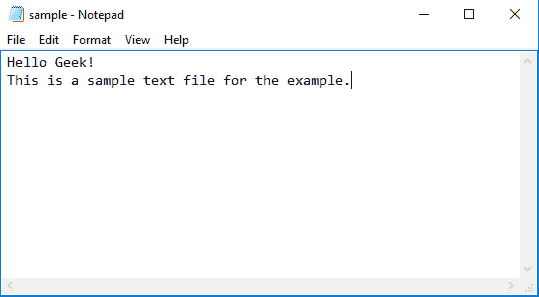 sample - Notepad
File Edit Format View Help
Hello Geek!
This is a sample text file for the example.